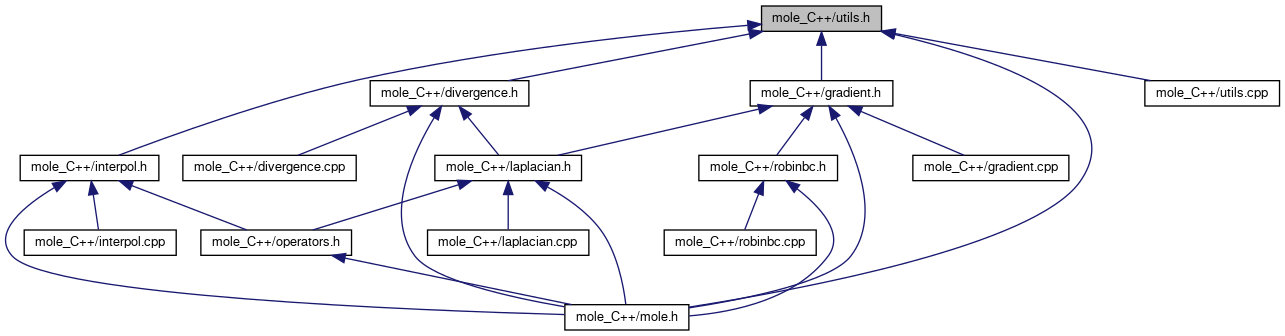 mole_C++/utils.h
mole_C++/divergence.h
mole_C++/gradient.h
mole_C++/utils.cpp
mole_C++/interpol.h
mole_C++/divergence.cpp
mole_C++/laplacian.h
mole_C++/robinbc.h
mole_C++/gradient.cpp
mole_C++/interpol.cpp
mole_C++/operators.h
mole_C++/laplacian.cpp
mole_C++/robinbc.cpp
mole_C++/mole.h